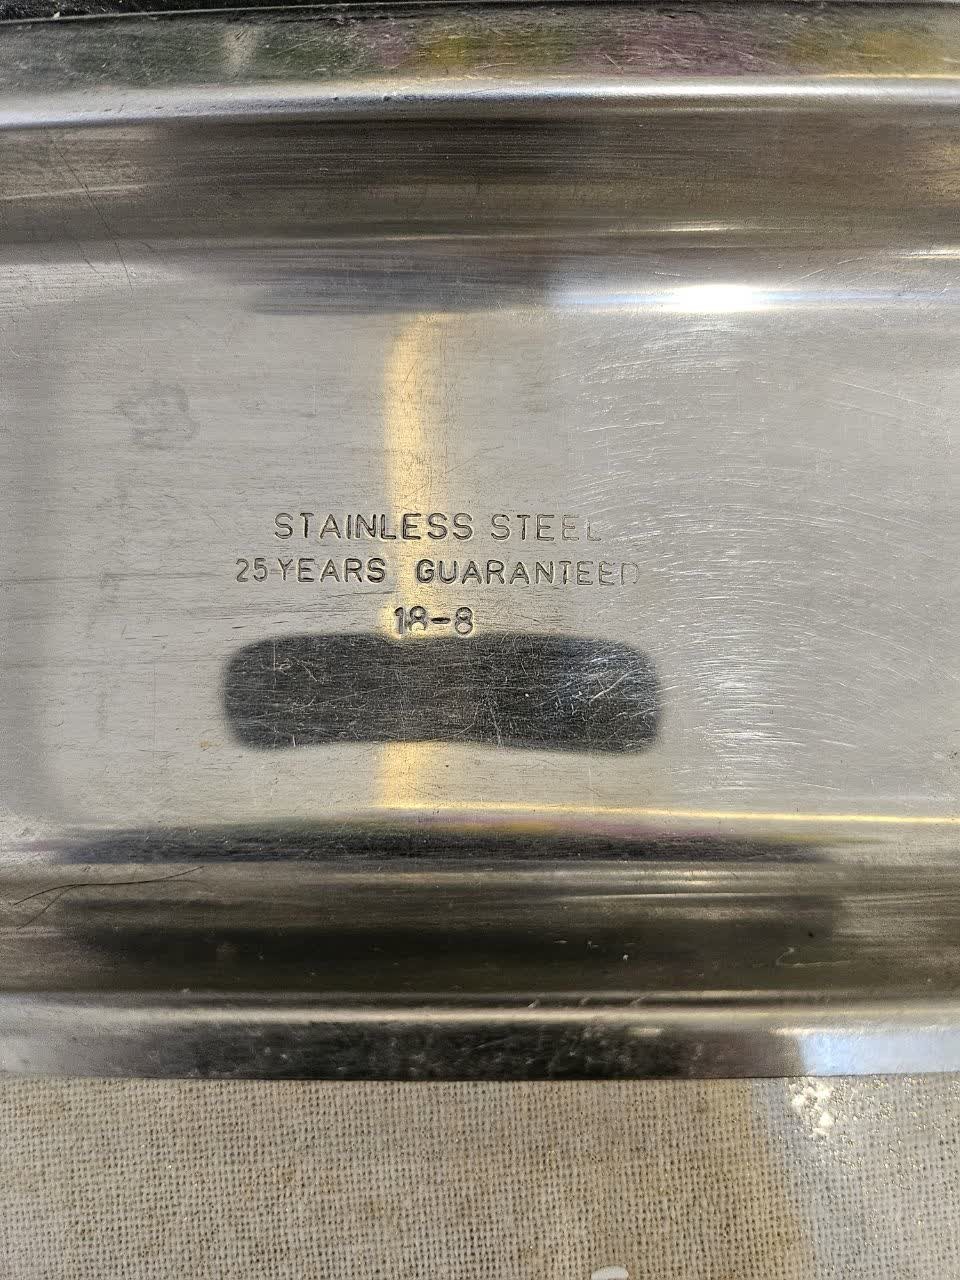 STAINLESS STEEL
25 YEARS GUARANTEED
18-8